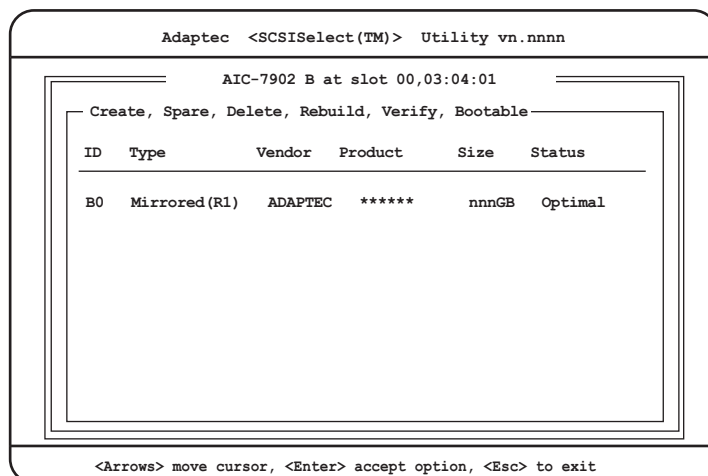 Adaptec <SCSISelect(TM)> Utility vn.nnnn
AIC-7902 B at slot 00,03:04:01
Create, Spare, Delete, Rebuild, Verify, Bootable
ID Type Vendor Product Size Status
B0 Mirrored(R1) ADAPTEC ****** nnnGB Optimal
<Arrows> move cursor, <Enter> accept option, <Esc> to exit